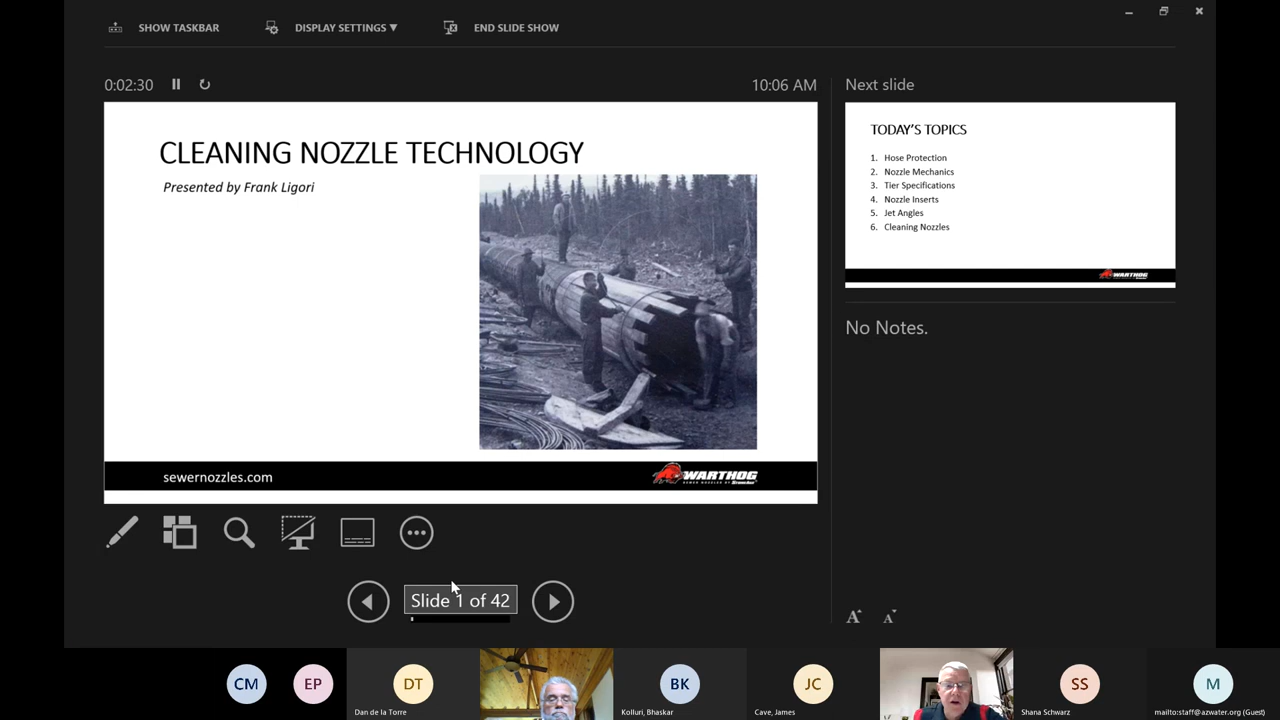 SHOW TASKBAR
DISPLAY SETTINGS ▼
END SLIDE SHOW
0:02:30
10:06 AM
CLEANING NOZZLE TECHNOLOGY
Presented by Frank Ligori
sewernozzles.com
WARTHOG
Slide 1 of 42
Next slide
TODAY'S TOPICS
1. Hose Protection
2. Nozzle Mechanics
3. Tier Specifications
4. Nozzle Inserts
5. Jet Angles
6. Cleaning Nozzles
WARTHOG
No Notes.
A A
CM
EP
DT
Dan de la Torre
BK
Kolluri, Bhaskar
JC
Cave, James
SS
Shana Schwarz
M
mailto:staff@azwater.org (Guest)